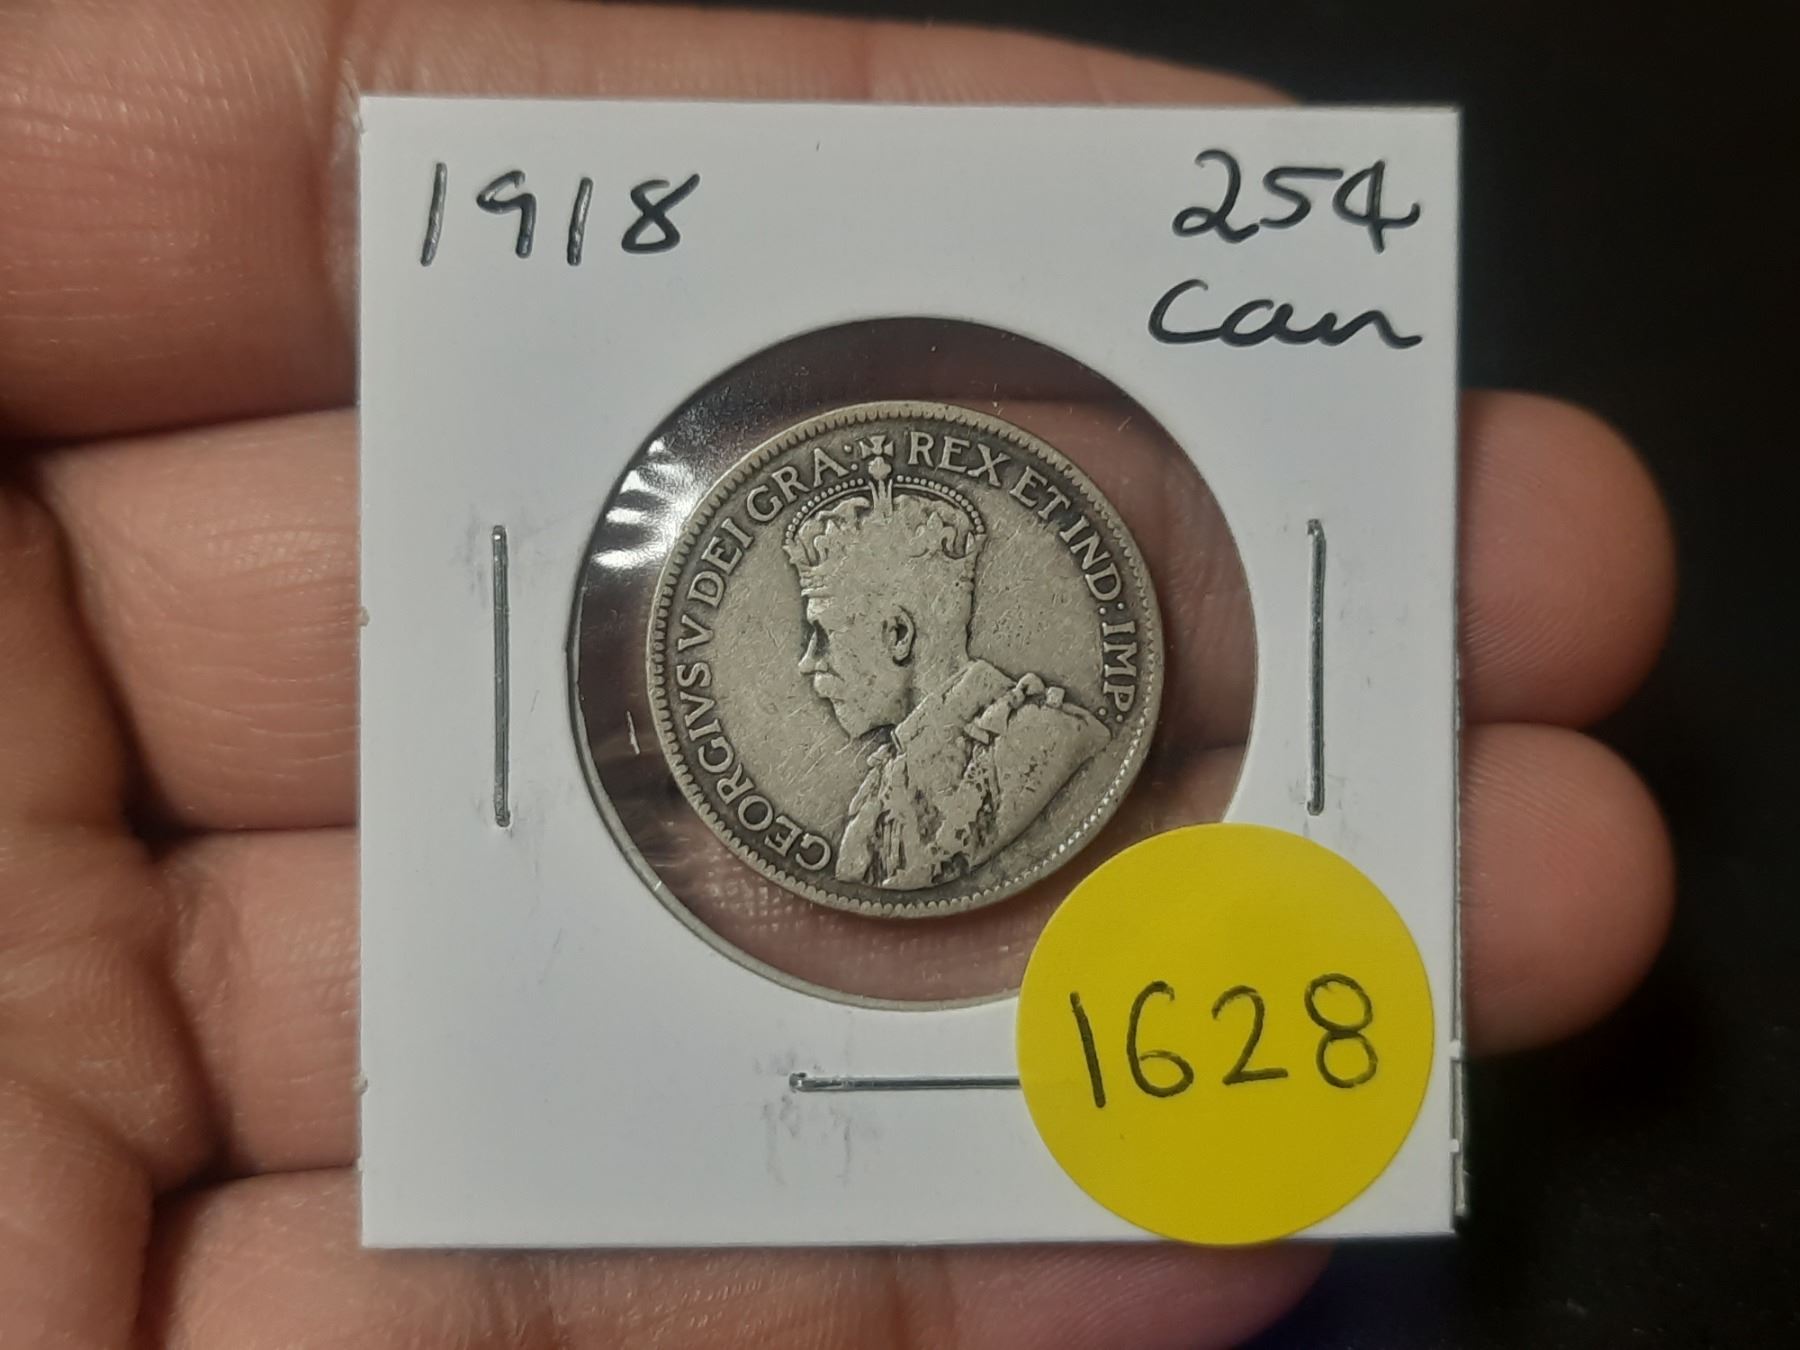 1918
25¢
Can
GEORGIVS V DEI GRA: REX ET IND: IMP:
1628